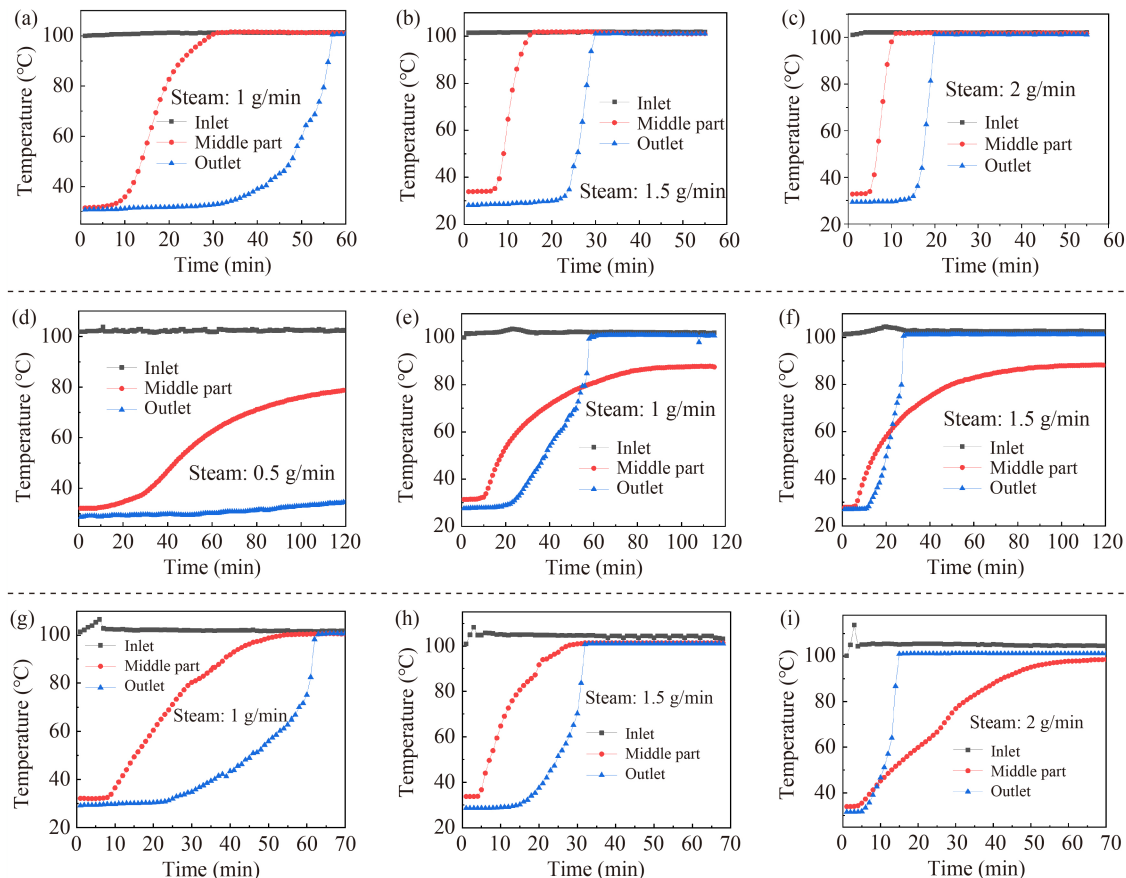 (a)
Temperature (℃)
100
80
60
40
Steam: 1 g/min
Inlet
Middle part
Outlet
0 10 20 30 40 50 60
Time (min)
(b)
Temperature (℃)
100
80
60
40
20
Inlet
Middle part
Outlet
Steam: 1.5 g/min
0 10 20 30 40 50 60
Time (min)
(c)
Temperature (℃)
100
80
60
40
20
Steam: 2 g/min
Inlet
Middle part
Outlet
0 10 20 30 40 50 60
Time (min)
(d)
Temperature (℃)
100
80
60
40
20
Inlet
Middle part
Outlet
Steam: 0.5 g/min
0 20 40 60 80 100 120
Time (min)
(e)
Temperature (℃)
100
80
60
40
20
Steam: 1 g/min
Inlet
Middle part
Outlet
0 20 40 60 80 100 120
Time (min)
(f)
Temperature (℃)
100
80
60
40
20
Steam: 1.5 g/min
Inlet
Middle part
Outlet
0 20 40 60 80 100 120
Time (min)
(g)
Temperature (℃)
100
80
60
40
20
Inlet
Middle part
Outlet
Steam: 1 g/min
0 10 20 30 40 50 60 70
Time (min)
(h)
Temperature (℃)
100
80
60
40
20
Steam: 1.5 g/min
Inlet
Middle part
Outlet
0 10 20 30 40 50 60 70
Time (min)
(i)
Temperature (℃)
100
80
60
40
Steam: 2 g/min
Inlet
Middle part
Outlet
0 10 20 30 40 50 60 70
Time (min)